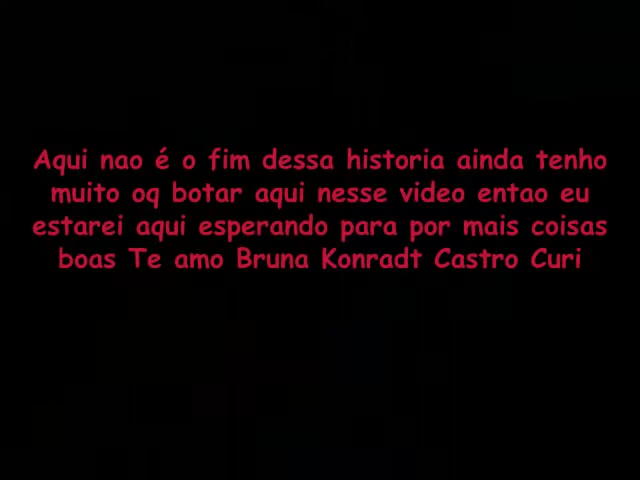 Aqui nao é o fim dessa historia ainda tenho
muito oq botar aqui nesse video entao eu
estarei aqui esperando para por mais coisas
boas Te amo Bruna Konradt Castro Curi